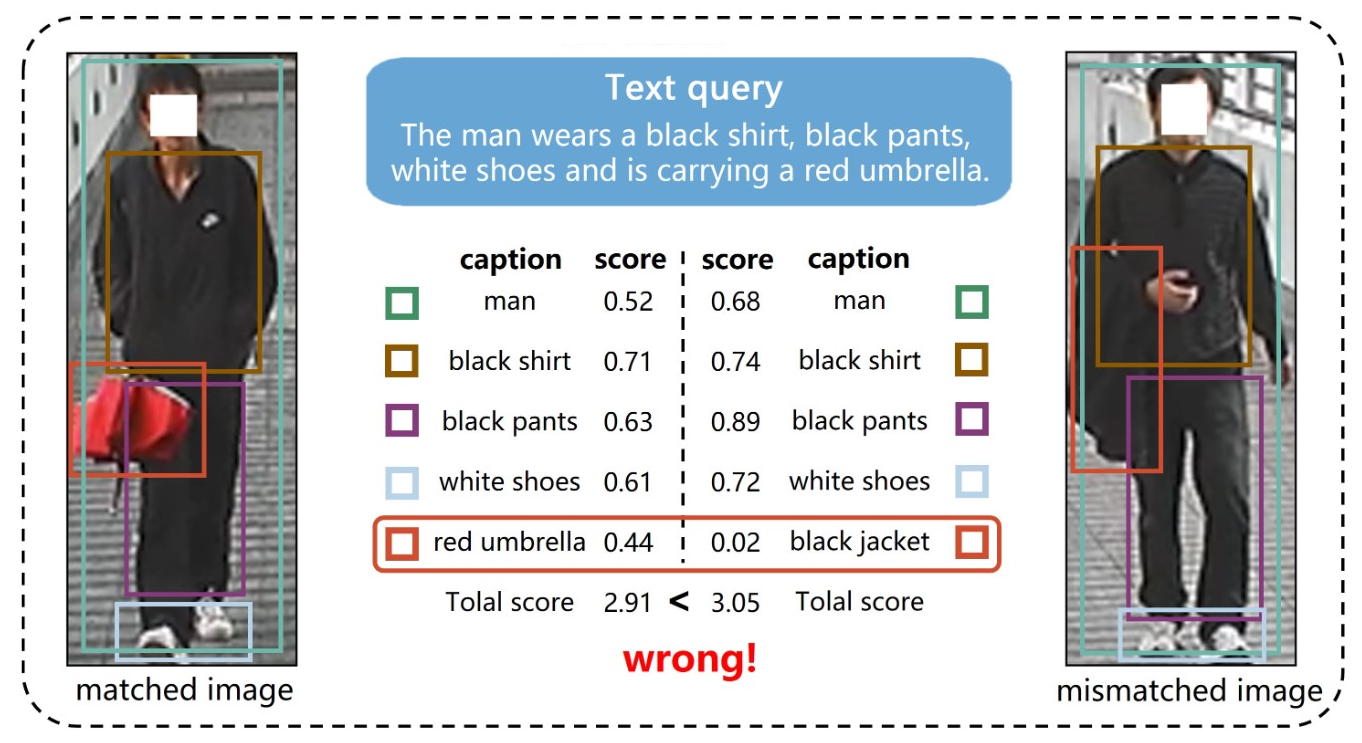 Text query
The man wears a black shirt, black pants,
white shoes and is carrying a red umbrella.
caption score score caption
man 0.52 0.68 man
black shirt 0.71 0.74 black shirt
black pants 0.63 0.89 black pants
white shoes 0.61 0.72 white shoes
red umbrella 0.44 0.02 black jacket
Tolal score 2.91 < 3.05 Tolal score
wrong!
matched image
mismatched image